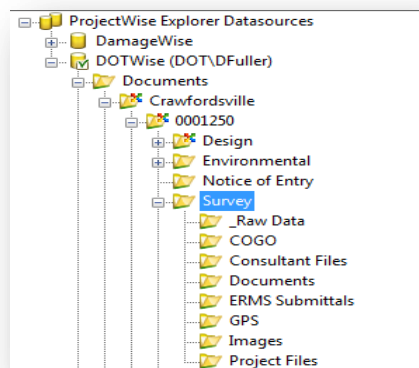 ProjectWise Explorer Datasources
DamageWise
DOTWise (DOT\DFuller)
Documents
Crawfordsville
0001250
Design
Environmental
Notice of Entry
Survey
_Raw Data
COGO
Consultant Files
Documents
ERMS Submittals
GPS
Images
Project Files